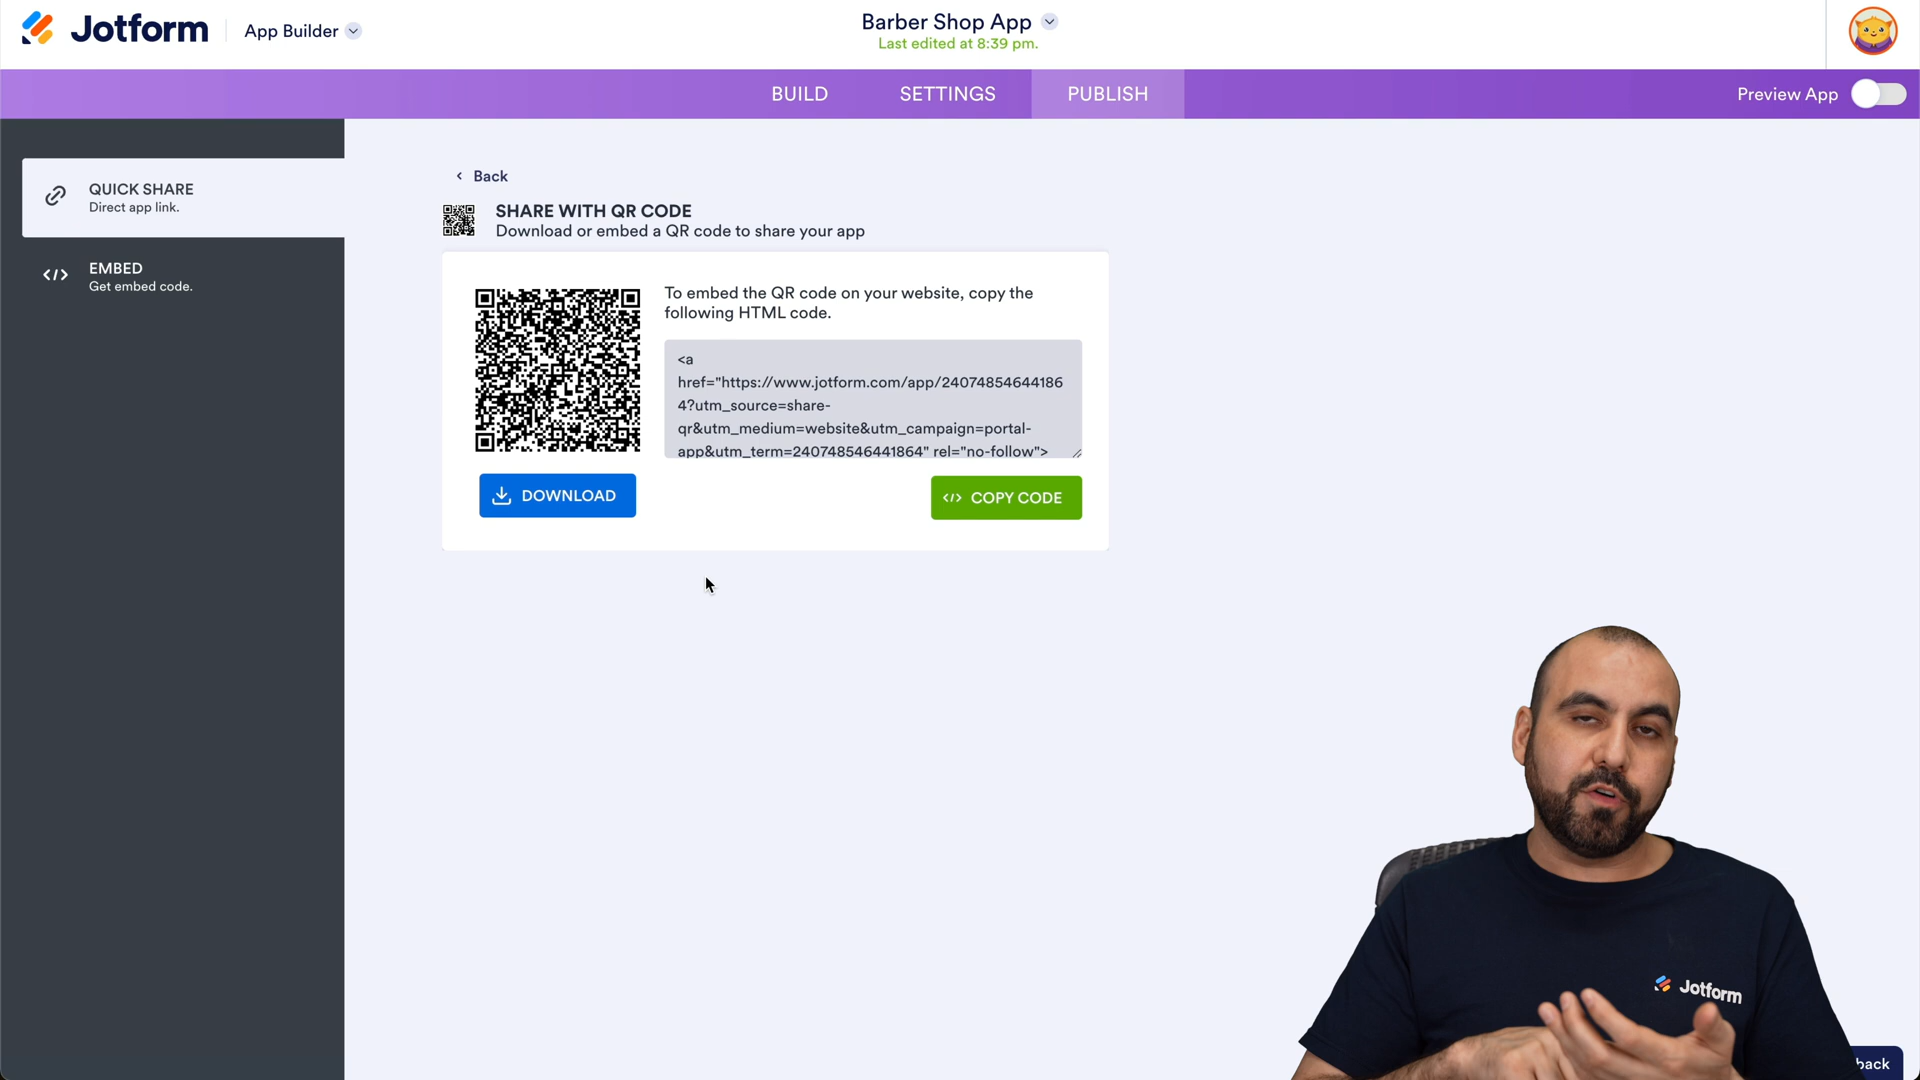 Jotform
App Builder
Barber Shop App
Last edited at 8:39 pm.
BUILD
SETTINGS
PUBLISH
Preview App
QUICK SHARE
Direct app link.
EMBED
Get embed code.
Back
SHARE WITH QR CODE
Download or embed a QR code to share your app
To embed the QR code on your website, copy the
following HTML code.
<a
href="https://www.jotform.com/app/24074854644186
4?utm_source=share-
qr&utm_medium=website&utm_campaign=portal-
app&utm_term=240748546441864" rel="no-follow">
DOWNLOAD
</> COPY CODE
Jotform
back